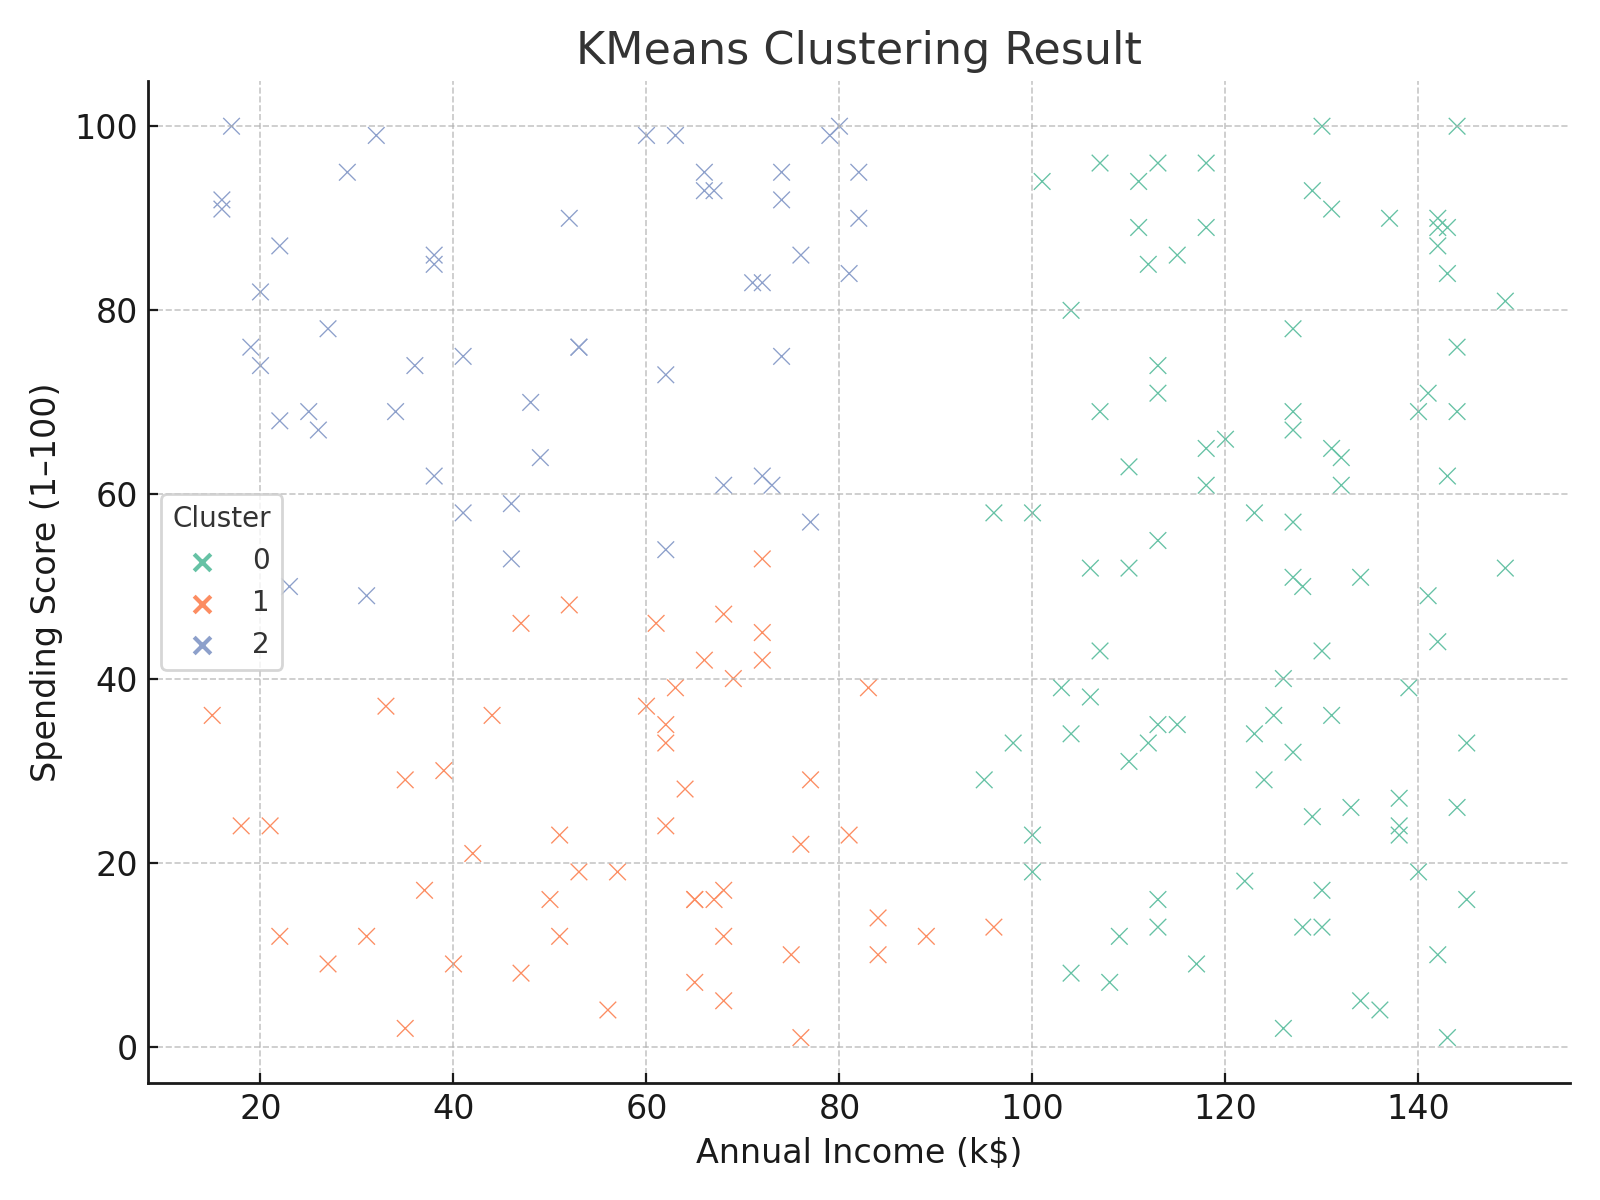 KMeans Clustering Result
100
80
60
40
20
0
Spending Score (1–100)
Cluster
0
1
2
20 40 60 80 100 120 140
Annual Income (k$)